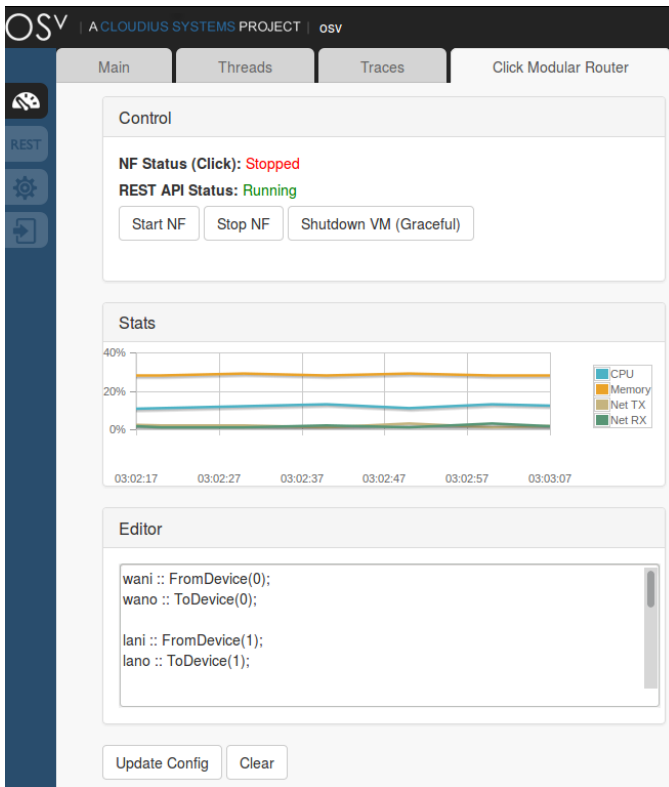 OSv | A CLOUDIUS SYSTEMS PROJECT | osv
Main Threads Traces Click Modular Router
REST
Control
NF Status (Click): Stopped
REST API Status: Running
Start NF Stop NF Shutdown VM (Graceful)
Stats
40%
20%
0%
CPU
Memory
Net TX
Net RX
03:02:17 03:02:27 03:02:37 03:02:47 03:02:57 03:03:07
Editor
wani :: FromDevice(0);
wano :: ToDevice(0);
lani :: FromDevice(1);
lano :: ToDevice(1);
Update Config Clear